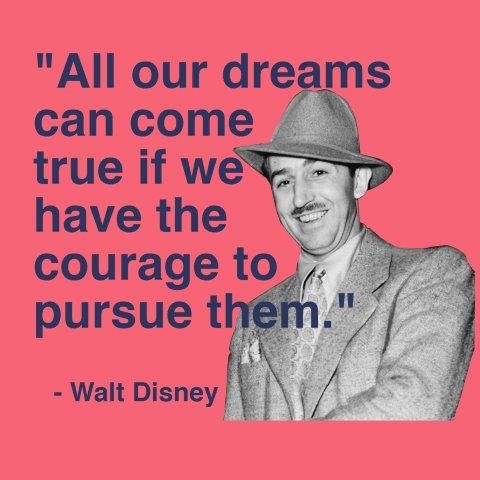 "All our dreams
can come
true if we
have the
courage to
pursue them."
- Walt Disney